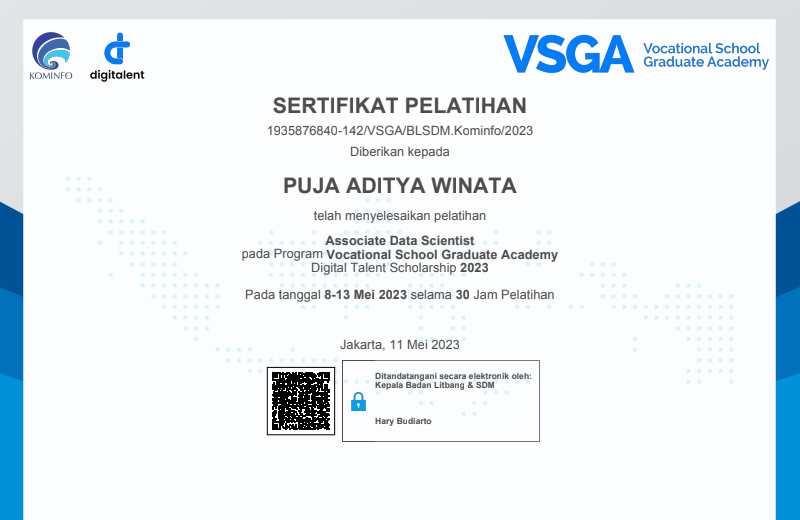 KOMINFO
digitalent
VSGA
Vocational School
Graduate Academy
SERTIFIKAT PELATIHAN
1935876840-142/VSGA/BLSDM.Kominfo/2023
Diberikan kepada
PUJA ADITYA WINATA
telah menyelesaikan pelatihan
Associate Data Scientist
pada Program Vocational School Graduate Academy
Digital Talent Scholarship 2023
Pada tanggal 8-13 Mei 2023 selama 30 Jam Pelatihan
Jakarta, 11 Mei 2023
Ditandatangani secara elektronik oleh:
Kepala Badan Litbang & SDM
Hary Budiarto